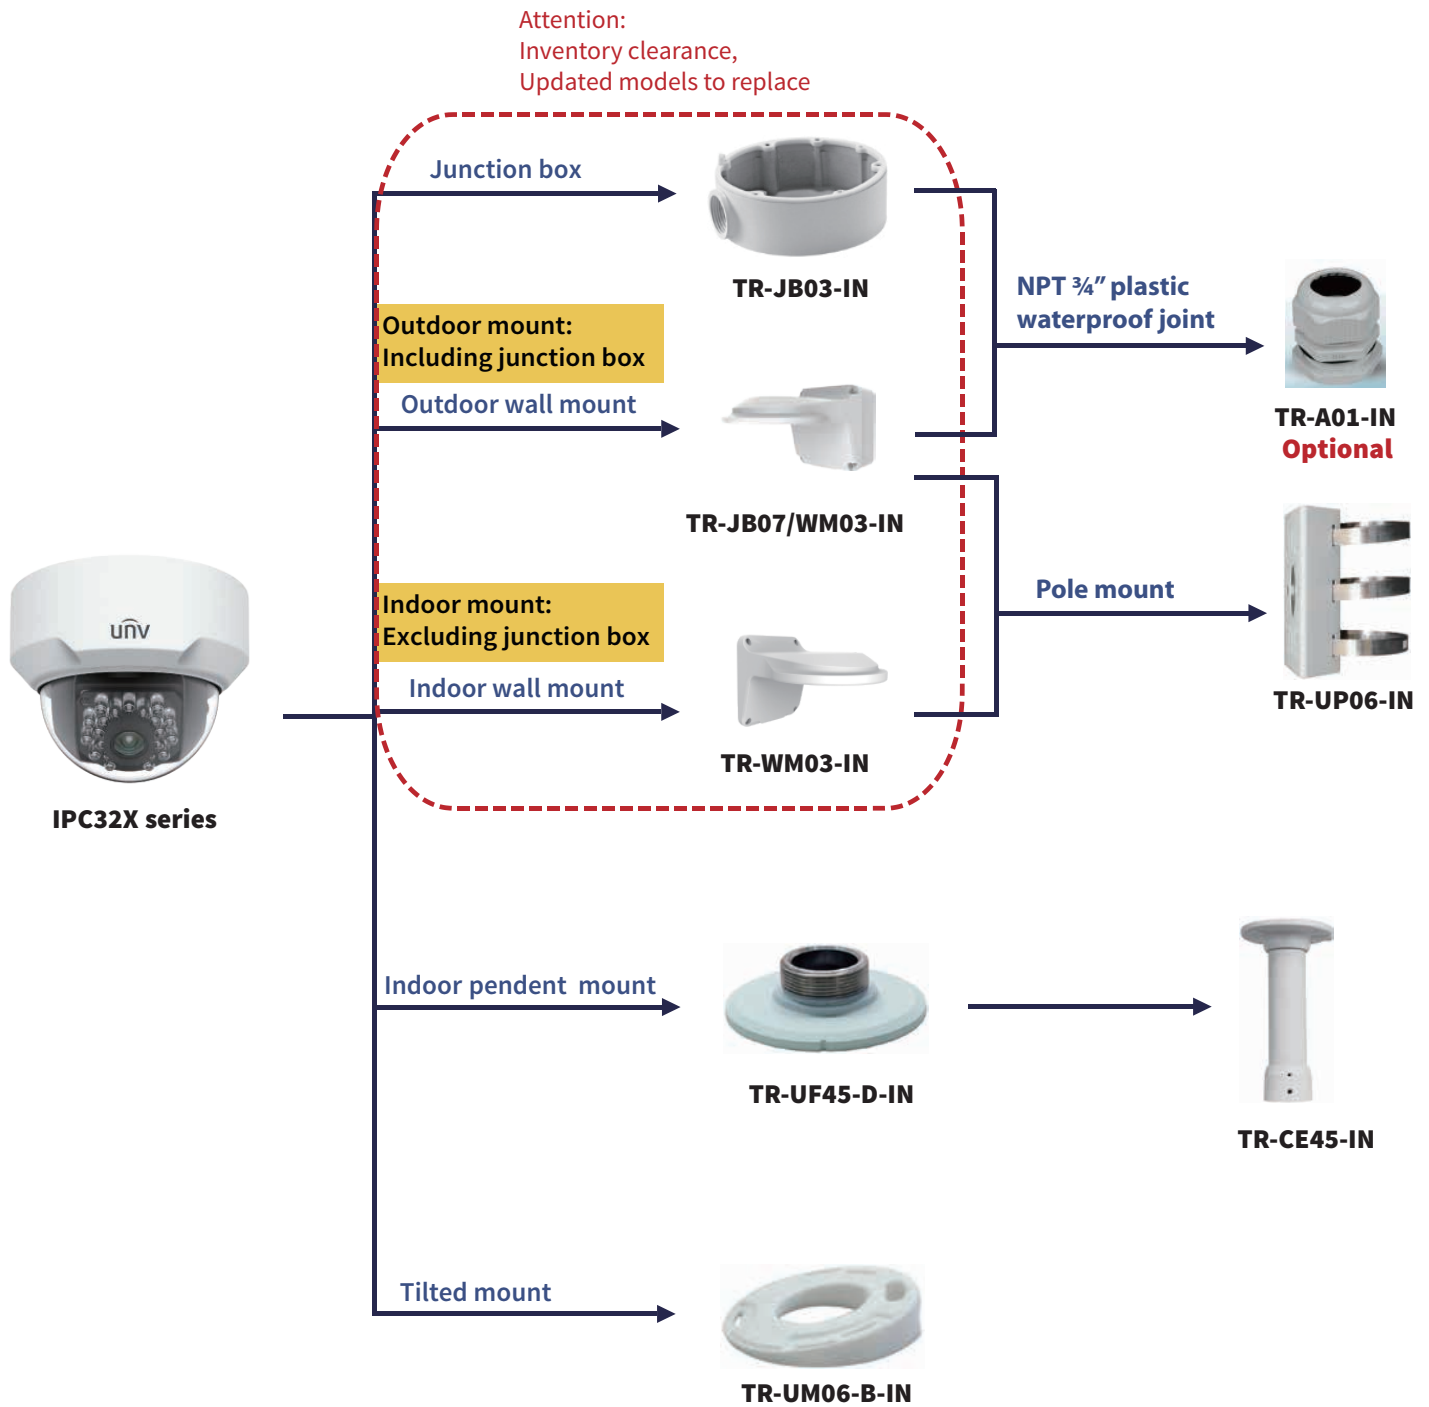 Attention:
Inventory clearance,
Updated models to replace
Junction box
TR-JB03-IN
NPT ¾″ plastic
waterproof joint
TR-A01-IN
Optional
Outdoor mount:
Including junction box
Outdoor wall mount
TR-JB07/WM03-IN
Pole mount
TR-UP06-IN
Indoor mount:
Excluding junction box
Indoor wall mount
TR-WM03-IN
unv
IPC32X series
Indoor pendent mount
TR-UF45-D-IN
TR-CE45-IN
Tilted mount
TR-UM06-B-IN